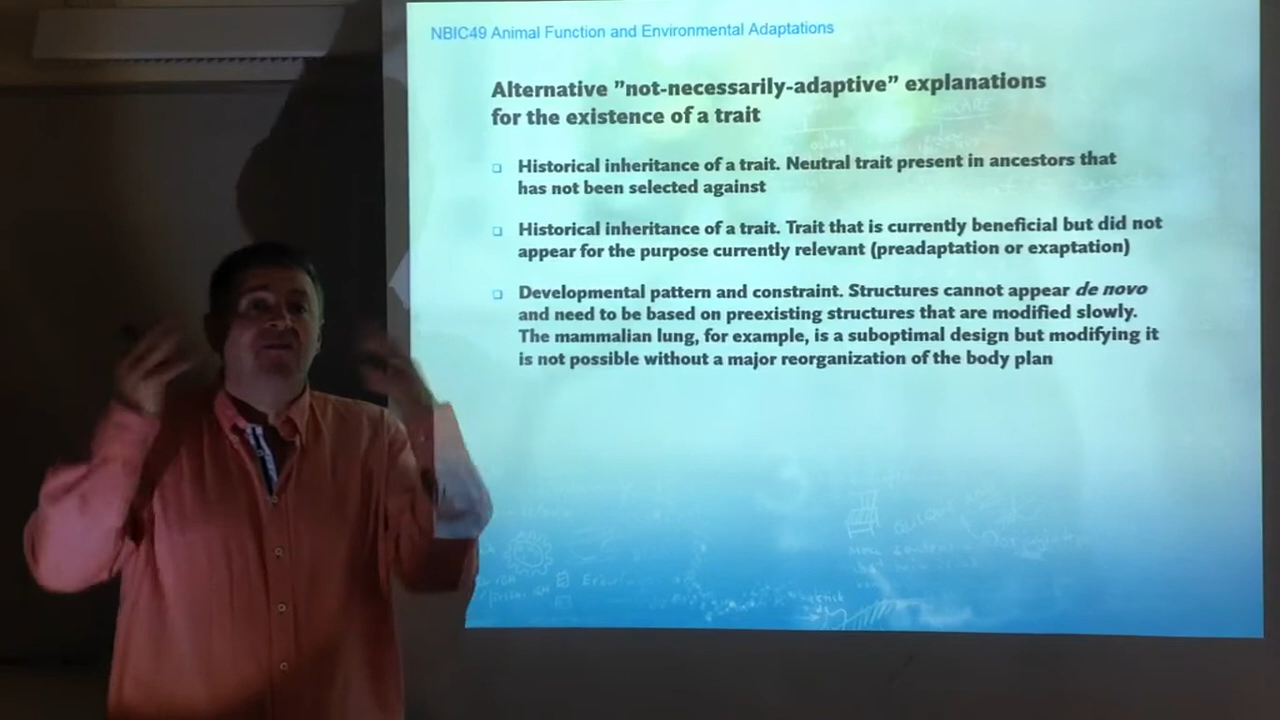 NBIC49 Animal Function and Environmental Adaptations
Alternative ”not-necessarily-adaptive” explanations
for the existence of a trait
Historical inheritance of a trait. Neutral trait present in ancestors that
has not been selected against
Historical inheritance of a trait. Trait that is currently beneficial but did not
appear for the purpose currently relevant (preadaptation or exaptation)
Developmental pattern and constraint. Structures cannot appear de novo
and need to be based on preexisting structures that are modified slowly.
The mammalian lung, for example, is a suboptimal design but modifying it
is not possible without a major reorganization of the body plan